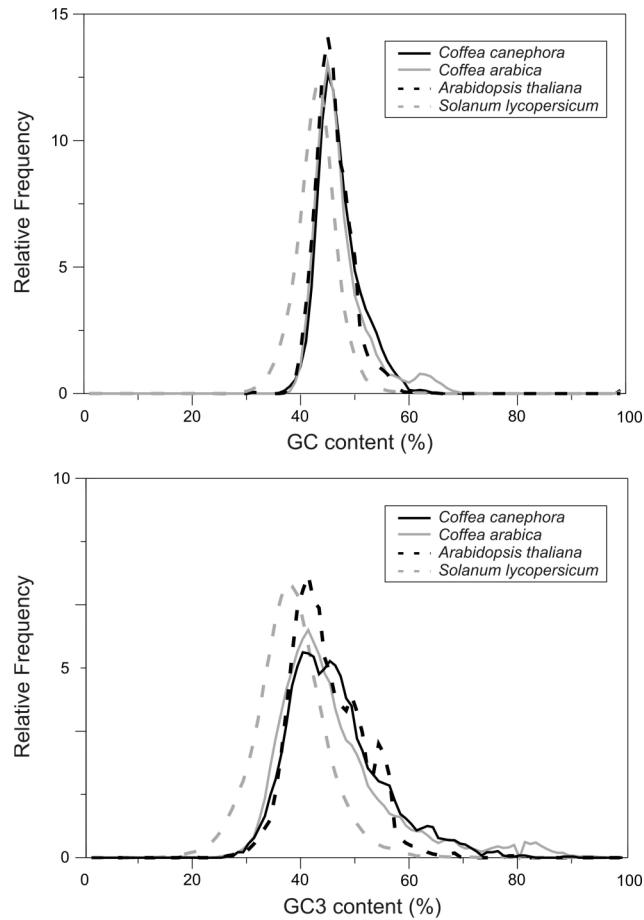 15
10
5
0
Relative Frequency
Coffea canephora
Coffea arabica
Arabidopsis thaliana
Solanum lycopersicum
0 20 40 60 80 100
GC content (%)
10
5
0
Relative Frequency
Coffea canephora
Coffea arabica
Arabidopsis thaliana
Solanum lycopersicum
0 20 40 60 80 100
GC3 content (%)